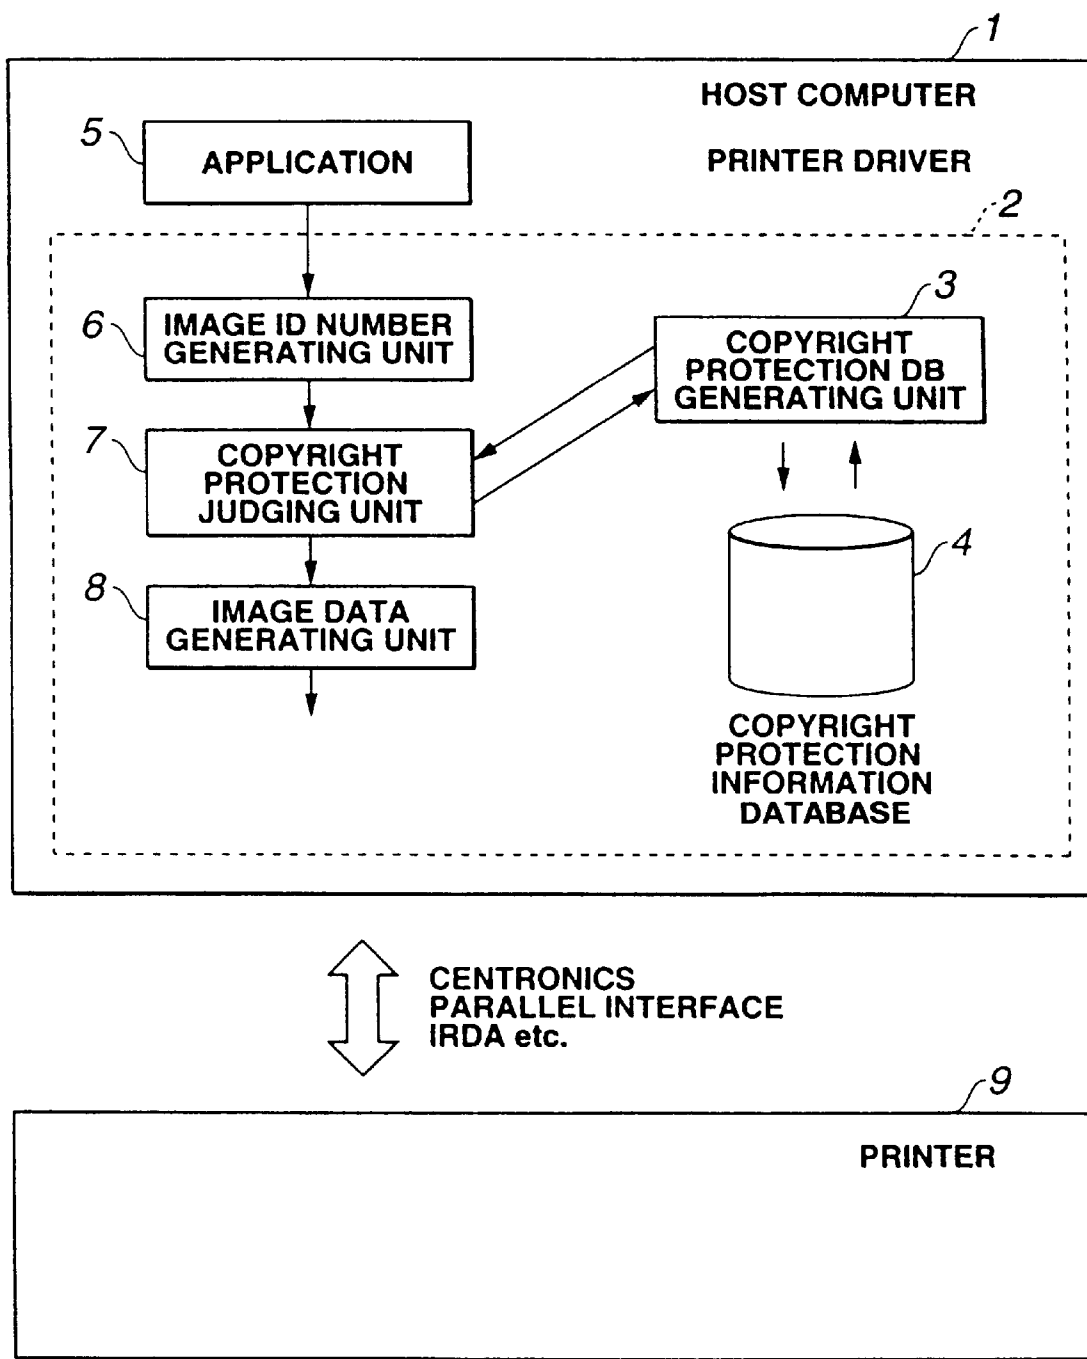 1
HOST COMPUTER
5
APPLICATION
PRINTER DRIVER
2
3
6
IMAGE ID NUMBER
GENERATING UNIT
COPYRIGHT
PROTECTION DB
GENERATING UNIT
7
COPYRIGHT
PROTECTION
JUDGING UNIT
4
8
IMAGE DATA
GENERATING UNIT
COPYRIGHT
PROTECTION
INFORMATION
DATABASE
CENTRONICS
PARALLEL INTERFACE
IRDA etc.
9
PRINTER